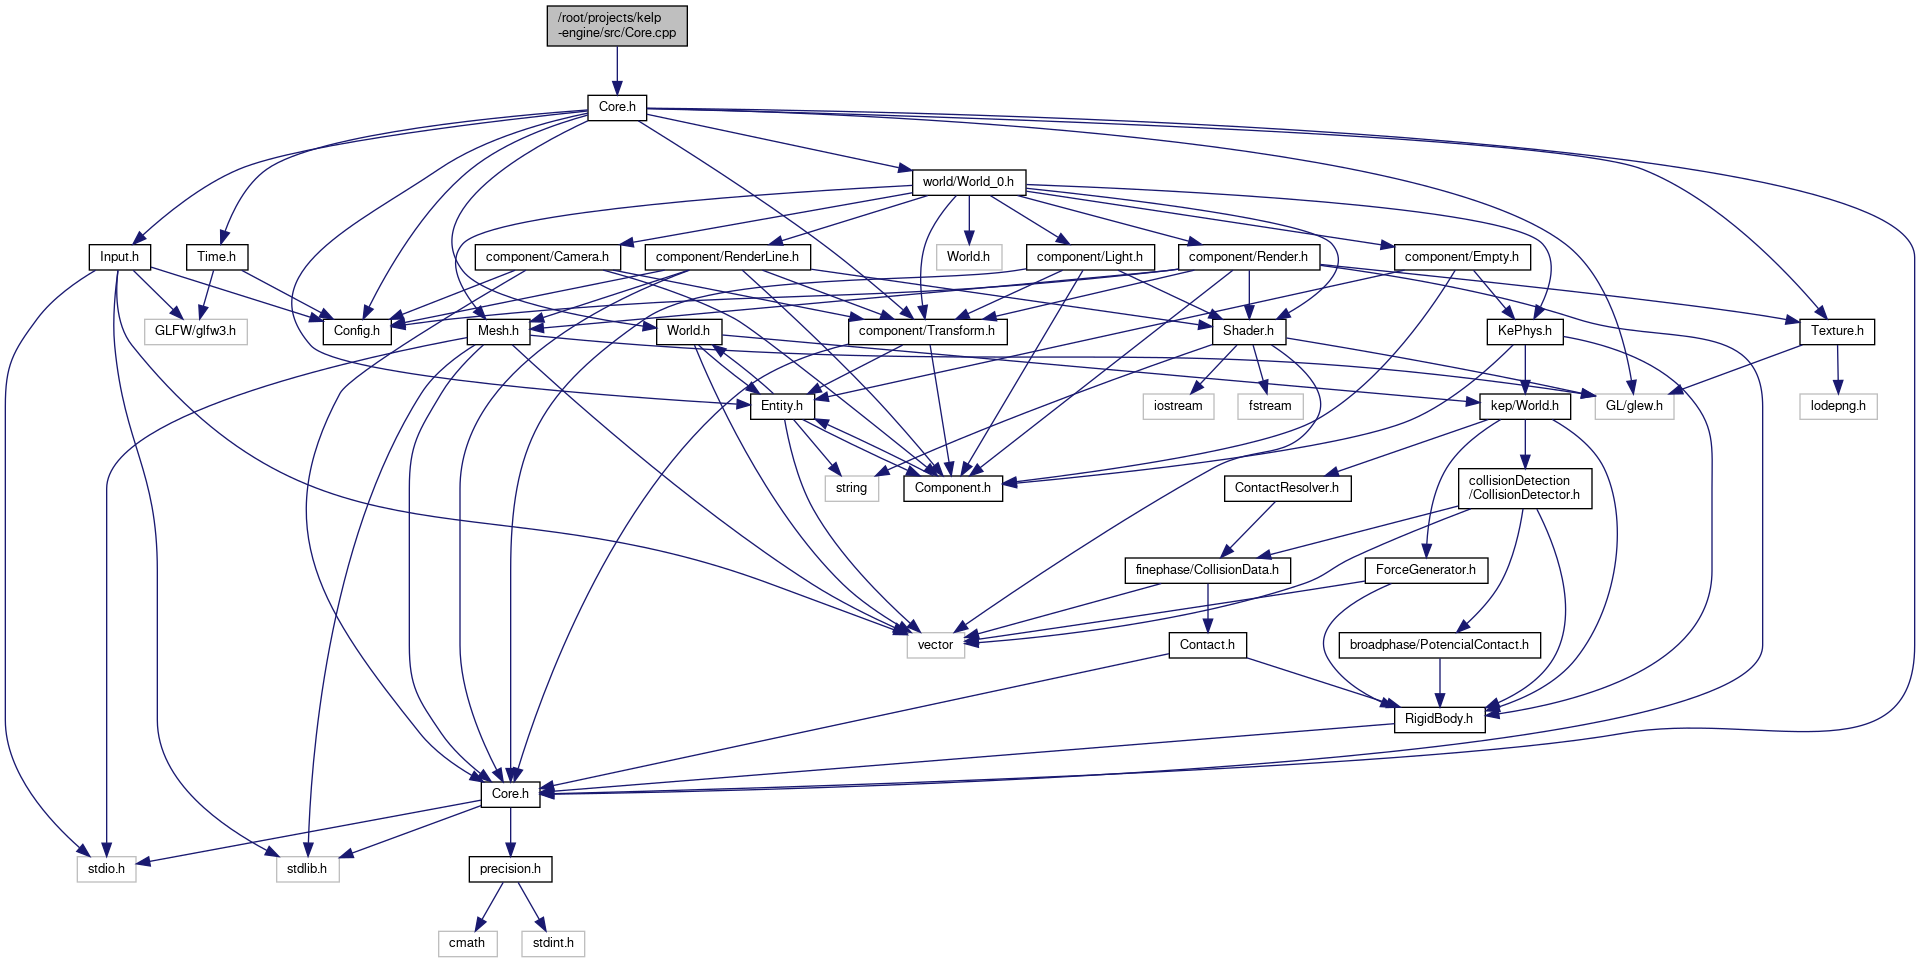 /root/projects/kelp
-engine/src/Core.cpp
Core.h
world/World_0.h
Input.h
Time.h
component/Camera.h
component/RenderLine.h
World.h
component/Light.h
component/Render.h
component/Empty.h
GLFW/glfw3.h
Config.h
Mesh.h
World.h
component/Transform.h
Shader.h
KePhys.h
Texture.h
Entity.h
iostream
fstream
kep/World.h
GL/glew.h
lodepng.h
string
Component.h
ContactResolver.h
collisionDetection
/CollisionDetector.h
finephase/CollisionData.h
ForceGenerator.h
vector
Contact.h
broadphase/PotencialContact.h
RigidBody.h
Core.h
stdio.h
stdlib.h
precision.h
cmath
stdint.h